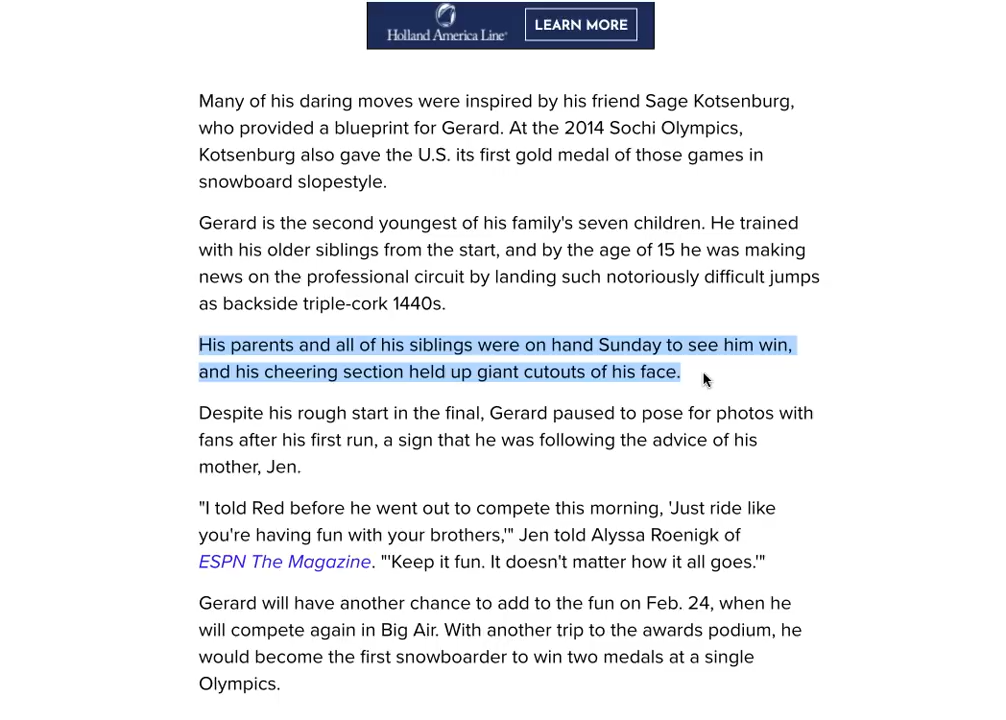 Holland America Line
LEARN MORE
Many of his daring moves were inspired by his friend Sage Kotsenburg,
who provided a blueprint for Gerard. At the 2014 Sochi Olympics,
Kotsenburg also gave the U.S. its first gold medal of those games in
snowboard slopestyle.
Gerard is the second youngest of his family's seven children. He trained
with his older siblings from the start, and by the age of 15 he was making
news on the professional circuit by landing such notoriously difficult jumps
as backside triple-cork 1440s.
His parents and all of his siblings were on hand Sunday to see him win,
and his cheering section held up giant cutouts of his face.
Despite his rough start in the final, Gerard paused to pose for photos with
fans after his first run, a sign that he was following the advice of his
mother, Jen.
"I told Red before he went out to compete this morning, 'Just ride like
you're having fun with your brothers,'" Jen told Alyssa Roenigk of
ESPN The Magazine. "'Keep it fun. It doesn't matter how it all goes.'"
Gerard will have another chance to add to the fun on Feb. 24, when he
will compete again in Big Air. With another trip to the awards podium, he
would become the first snowboarder to win two medals at a single
Olympics.